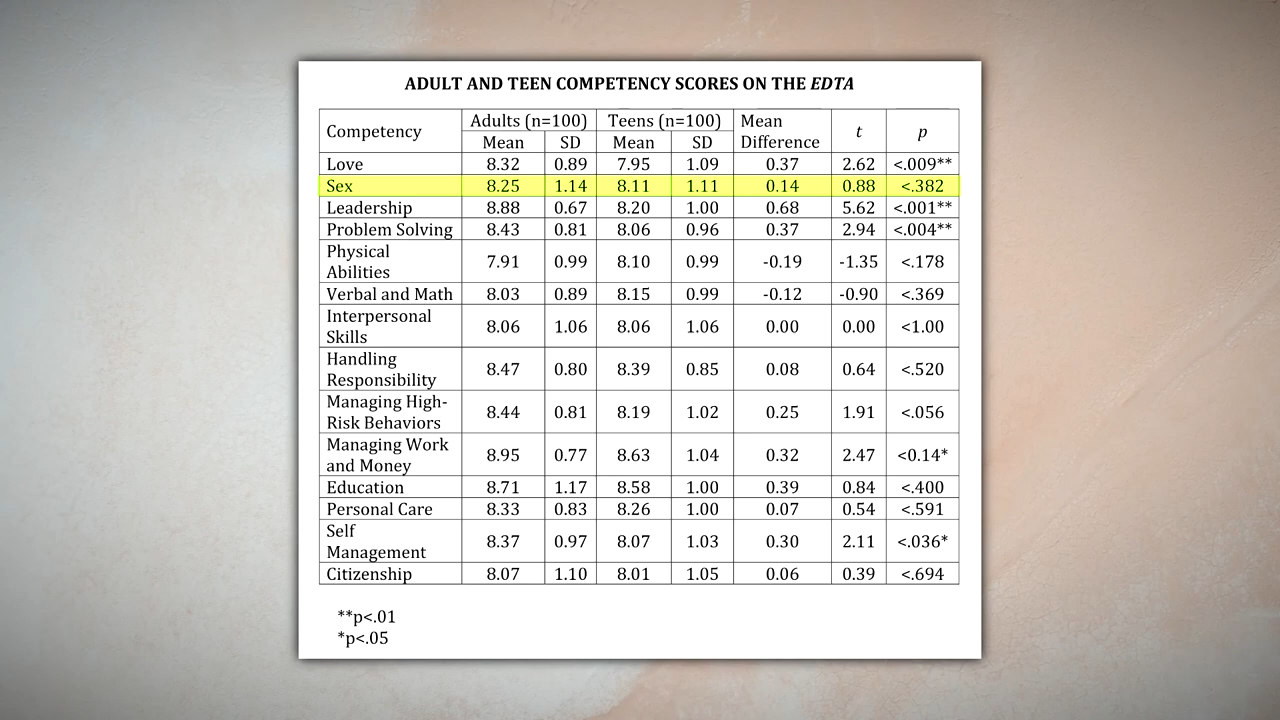 ADULT AND TEEN COMPETENCY SCORES ON THE EDTA
Competency Adults (n=100) Teens (n=100) Mean Difference t p
Mean SD Mean SD
Love 8.32 0.89 7.95 1.09 0.37 2.62 <.009**
Sex 8.25 1.14 8.11 1.11 0.14 0.88 <.382
Leadership 8.88 0.67 8.20 1.00 0.68 5.62 <.001**
Problem Solving 8.43 0.81 8.06 0.96 0.37 2.94 <.004**
Physical Abilities 7.91 0.99 8.10 0.99 -0.19 -1.35 <.178
Verbal and Math 8.03 0.89 8.15 0.99 -0.12 -0.90 <.369
Interpersonal Skills 8.06 1.06 8.06 1.06 0.00 0.00 <1.00
Handling Responsibility 8.47 0.80 8.39 0.85 0.08 0.64 <.520
Managing High-Risk Behaviors 8.44 0.81 8.19 1.02 0.25 1.91 <.056
Managing Work and Money 8.95 0.77 8.63 1.04 0.32 2.47 <0.14*
Education 8.71 1.17 8.58 1.00 0.39 0.84 <.400
Personal Care 8.33 0.83 8.26 1.00 0.07 0.54 <.591
Self Management 8.37 0.97 8.07 1.03 0.30 2.11 <.036*
Citizenship 8.07 1.10 8.01 1.05 0.06 0.39 <.694
**p<.01
*p<.05